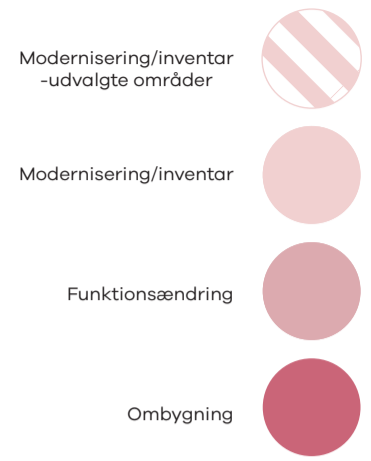 Modernisering/inventar
-udvalgte områder
Modernisering/inventar
Funktionsændring
Ombygning